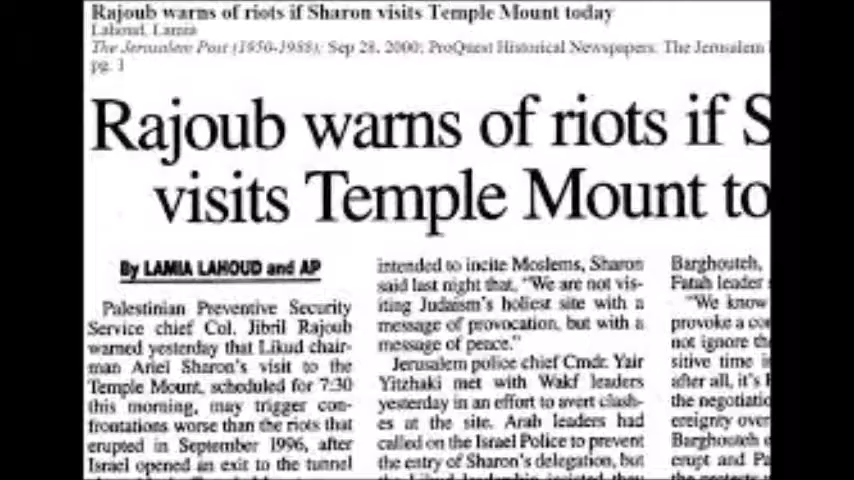 Rajoub warns of riots if Sharon visits Temple Mount today
Lahoud, Lamia
The Jerusalem Post (1950-1988); Sep 28, 2000; ProQuest Historical Newspapers: The Jerusalem
pg. 1
Rajoub warns of riots if S
visits Temple Mount to
By LAMIA LAHOUD and AP
Palestinian Preventive Security
Service chief Col. Jibril Rajoub
warned yesterday that Likud chair-
man Ariel Sharon's visit to the
Temple Mount, scheduled for 7:30
this morning, may trigger con-
frontations worse than the riots that
erupted in September 1996, after
Israel opened an exit to the tunnel
intended to incite Moslems, Sharon
said last night that, "We are not vis-
iting Judaism's holiest site with a
message of provocation, but with a
message of peace."
Jerusalem police chief Cmdr. Yair
Yitzhaki met with Wakf leaders
yesterday in an effort to avert clash-
es at the site. Arab leaders had
called on the Israel Police to prevent
the entry of Sharon's delegation, but
the Likud leadership insisted they
Barghouteh,
Fatah leader
"We know
provoke a co
not ignore th
sitive time i
after all, it's
the negotiatio
ereignty over
Barghouteh
erupt and Pa
the protests